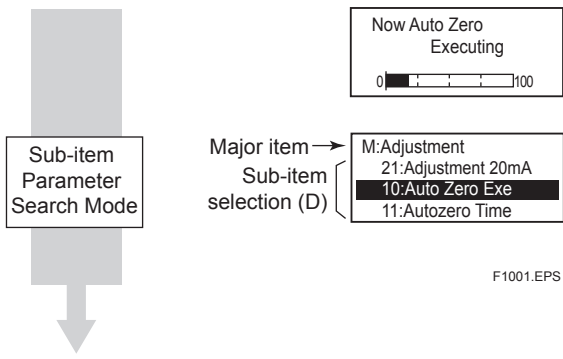 Now Auto Zero
Executing
0 100
Sub-item
Parameter
Search Mode
Major item
Sub-item
selection (D)
M:Adjustment
21:Adjustment 20mA
10:Auto Zero Exe
11:Autozero Time
F1001.EPS